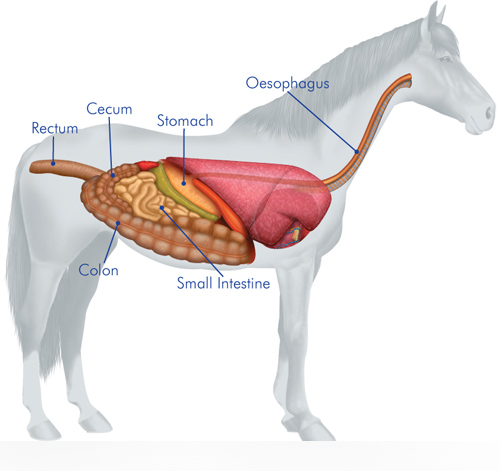 Oesophagus
Cecum
Stomach
Rectum
Colon
Small Intestine